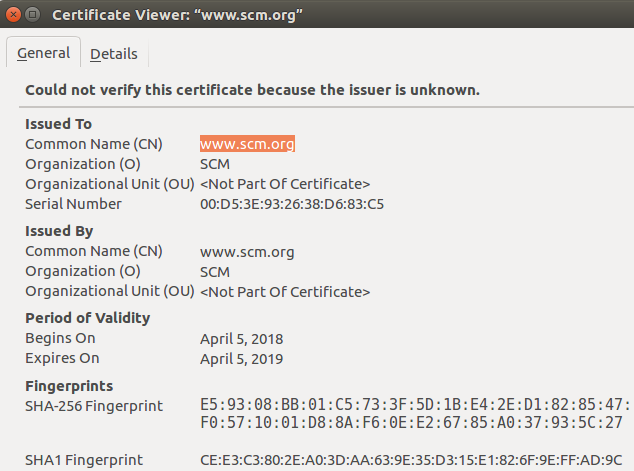 Certificate Viewer: “www.scm.org”
General Details
Could not verify this certificate because the issuer is unknown.
Issued To
Common Name (CN) www.scm.org
Organization (O) SCM
Organizational Unit (OU) <Not Part Of Certificate>
Serial Number 00:D5:3E:93:26:38:D6:83:C5
Issued By
Common Name (CN) www.scm.org
Organization (O) SCM
Organizational Unit (OU) <Not Part Of Certificate>
Period of Validity
Begins On April 5, 2018
Expires On April 5, 2019
Fingerprints
SHA-256 Fingerprint E5:93:08:BB:01:C5:73:3F:5D:1B:E4:2E:D1:82:85:47:
F0:57:10:01:D8:8A:F6:0E:E2:67:85:A0:37:93:5C:27
SHA1 Fingerprint CE:E3:C3:80:2E:A0:3D:AA:63:9E:35:D3:15:E1:82:6F:9E:FF:AD:9C